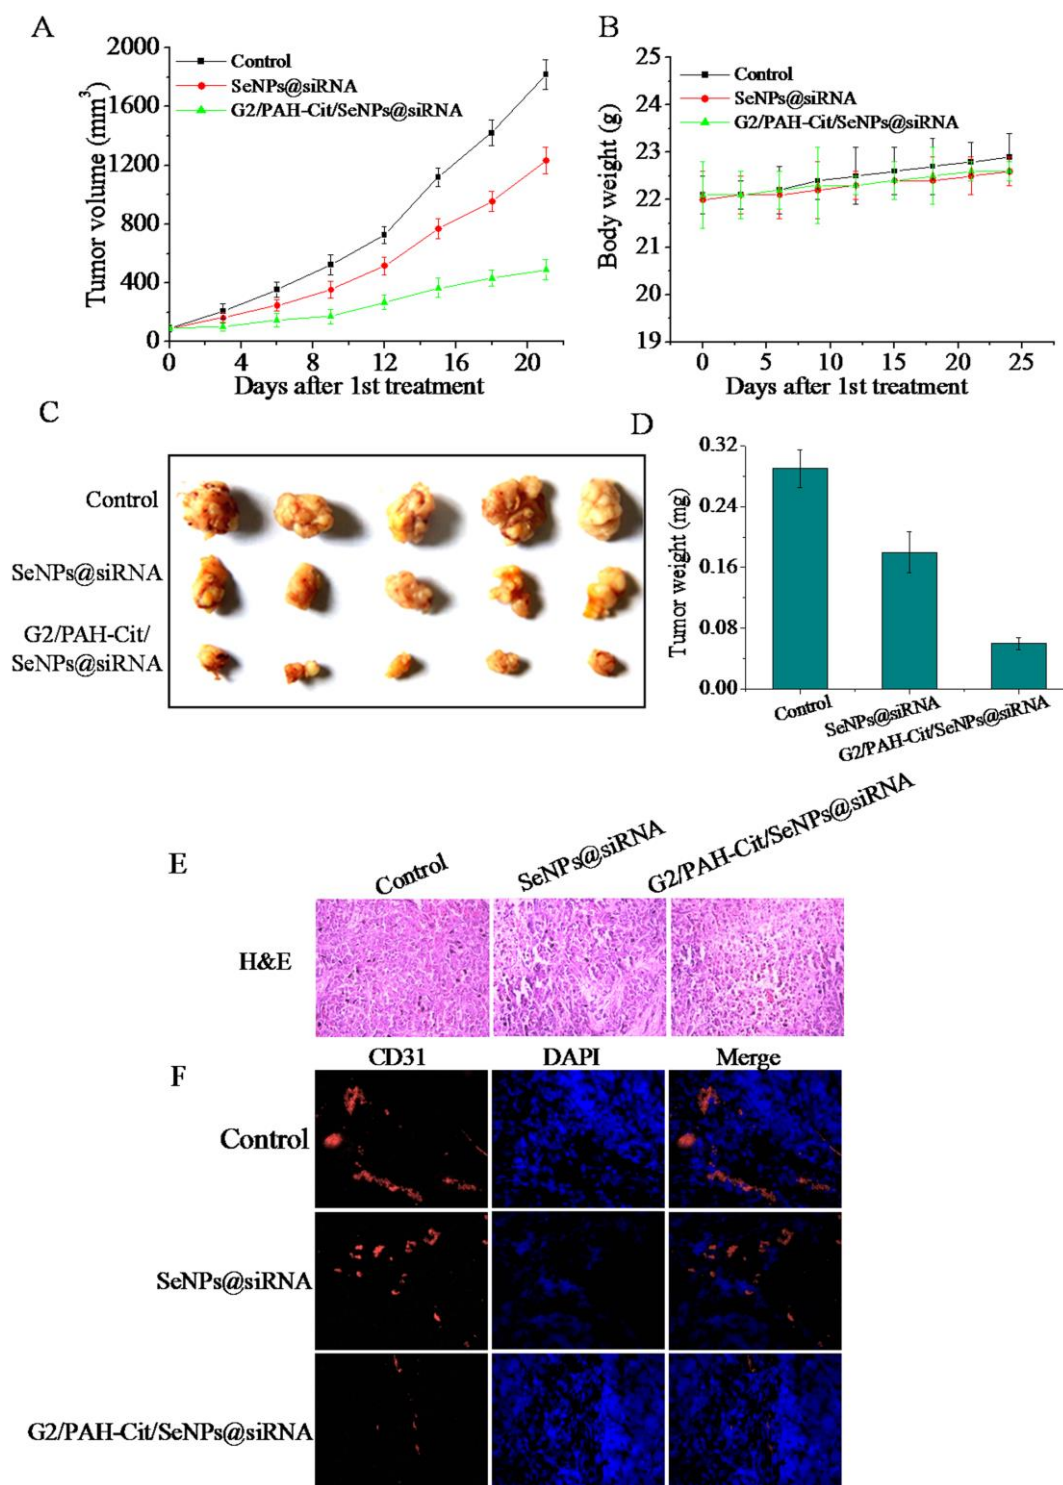 A
Tumor volume (mm³)
2000
1600
1200
800
400
0
0 4 8 12 16 20
Days after 1st treatment
Control
SeNPs@siRNA
G2/PAH-Cit/SeNPs@siRNA
B
Body weight (g)
25
24
23
22
21
20
19
0 5 10 15 20 25
Days after 1st treatment
Control
SeNPs@siRNA
G2/PAH-Cit/SeNPs@siRNA
C
Control
SeNPs@siRNA
G2/PAH-Cit/
SeNPs@siRNA
D
Tumor weight (mg)
0.32
0.28
0.16
0.08
0.00
Control
SeNPs@siRNA
G2/PAH-Cit/SeNPs@siRNA
E
Control
SeNPs@siRNA
G2/PAH-Cit/SeNPs@siRNA
H&E
F
CD31 DAPI Merge
Control
SeNPs@siRNA
G2/PAH-Cit/SeNPs@siRNA